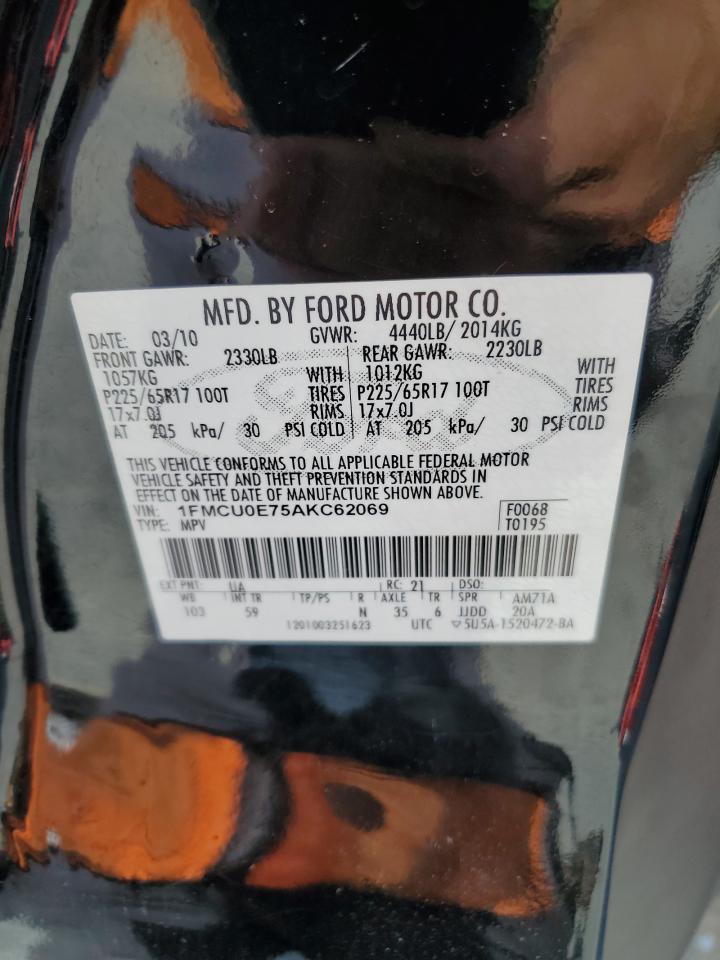 MFD. BY FORD MOTOR CO.
DATE: 03/10 GVWR: 4440LB/ 2014KG
FRONT GAWR: 2330LB REAR GAWR: 2230LB
1057KG WITH 1012KG WITH
P225/65R17 100T TIRES P225/65R17 100T TIRES
17x7.0J RIMS 17x7.0J RIMS
AT 205 kPa/ 30 PSI COLD AT 205 kPa/ 30 PSI COLD
THIS VEHICLE CONFORMS TO ALL APPLICABLE FEDERAL MOTOR
VEHICLE SAFETY AND THEFT PREVENTION STANDARDS IN
EFFECT ON THE DATE OF MANUFACTURE SHOWN ABOVE.
VIN: 1FMCU0E75AKC62069 F0068
TYPE: MPV T0195
EXT PNT: UA RC: 21 DSO:
WB INT TR TP/PS R AXLE TR SPR AM71A
103 59 N 35 6 JJDD 20A
1201003251623 UTC ▽5U5A-1520472-BA